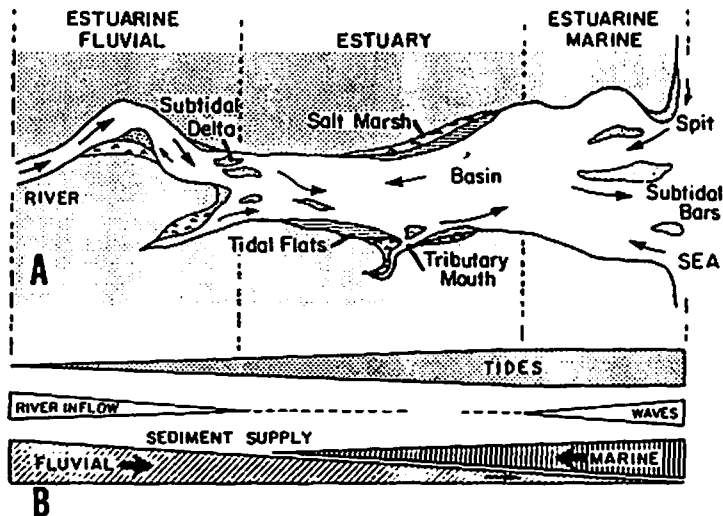 ESTUARINE
FLUVIAL
ESTUARY
ESTUARINE
MARINE
Subtidal
Delta
Salt Marsh
Spit
RIVER
Basin
Subtidal
Bars
Tidal Flats
Tributary
Mouth
SEA
A
TIDES
RIVER INFLOW
WAVES
SEDIMENT SUPPLY
FLUVIAL
MARINE
B